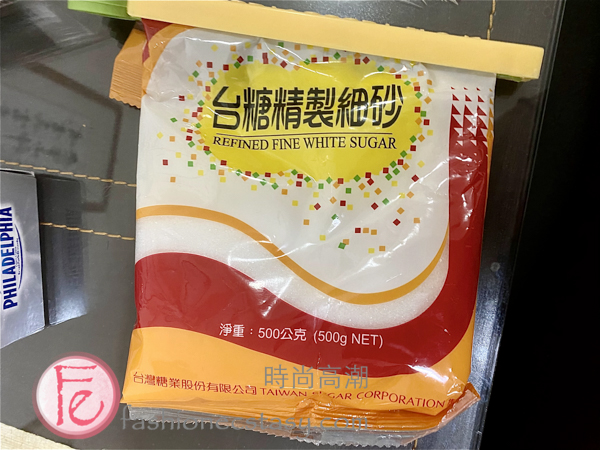 台糖精製細砂
REFINED FINE WHITE SUGAR
PHILADELPHIA
淨重：500公克 (500g NET)
台灣糖業股份有限公司 TAIWAN SUGAR CORPORATION
時尚高潮
Fe